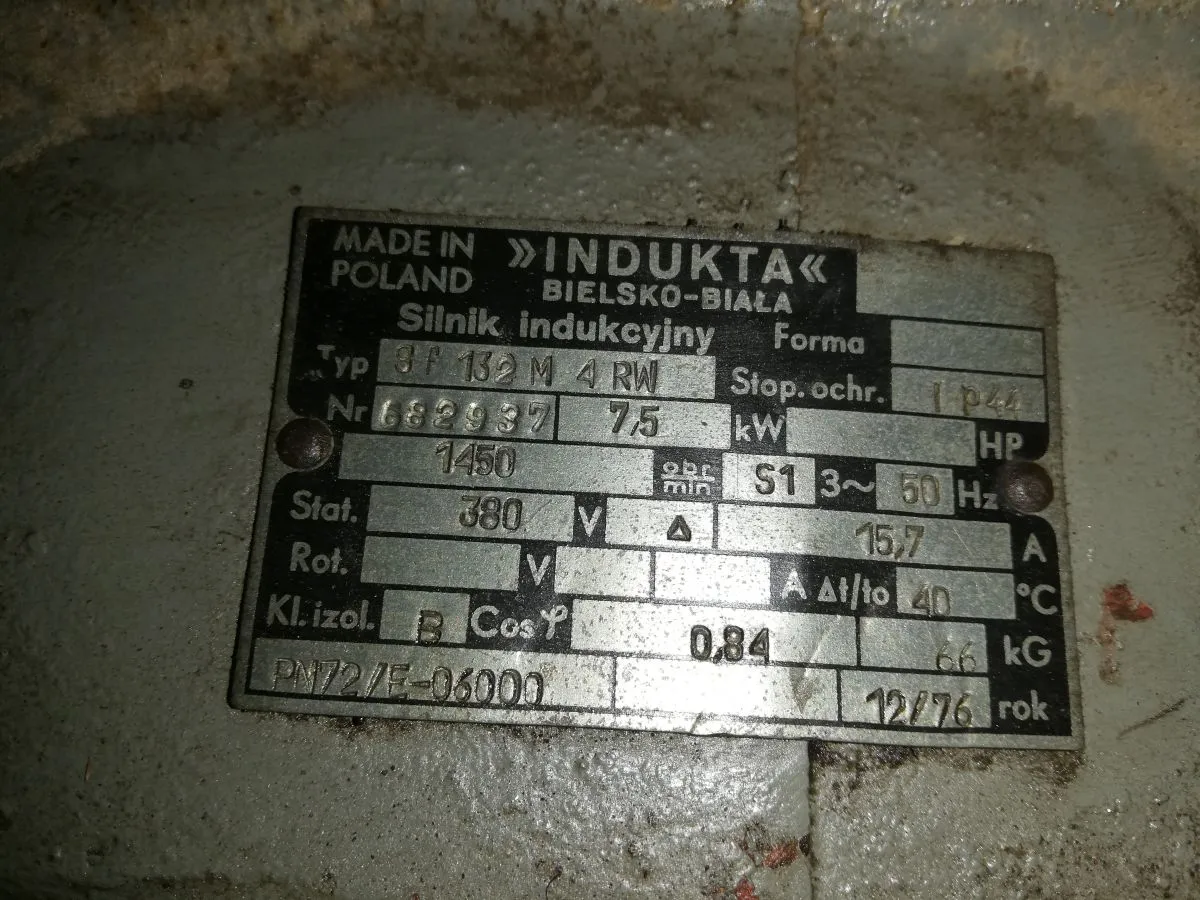 MADE IN »INDUKTA«
POLAND BIELSKO-BIAŁA
Silnik indukcyjny Forma
Typ 132 M 4 RW Stop. ochr. I P44
Nr 682937 7,5 kW HP
1450 obr/min S1 3~ 50 Hz
Stat. 380 V Δ 15,7 A
Rot. V A Δt/to 40 °C
Kl. izol. B Cos φ 0,84 66 kG
PN72/E-06000 12/76 rok